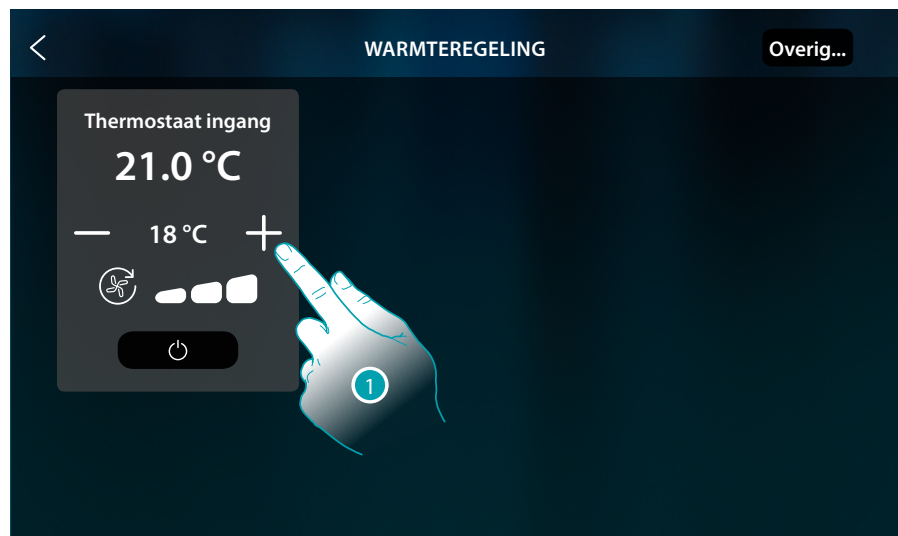 WARMTEREGELING
Overig...
Thermostaat ingang
21.0 °C
18 °C
1